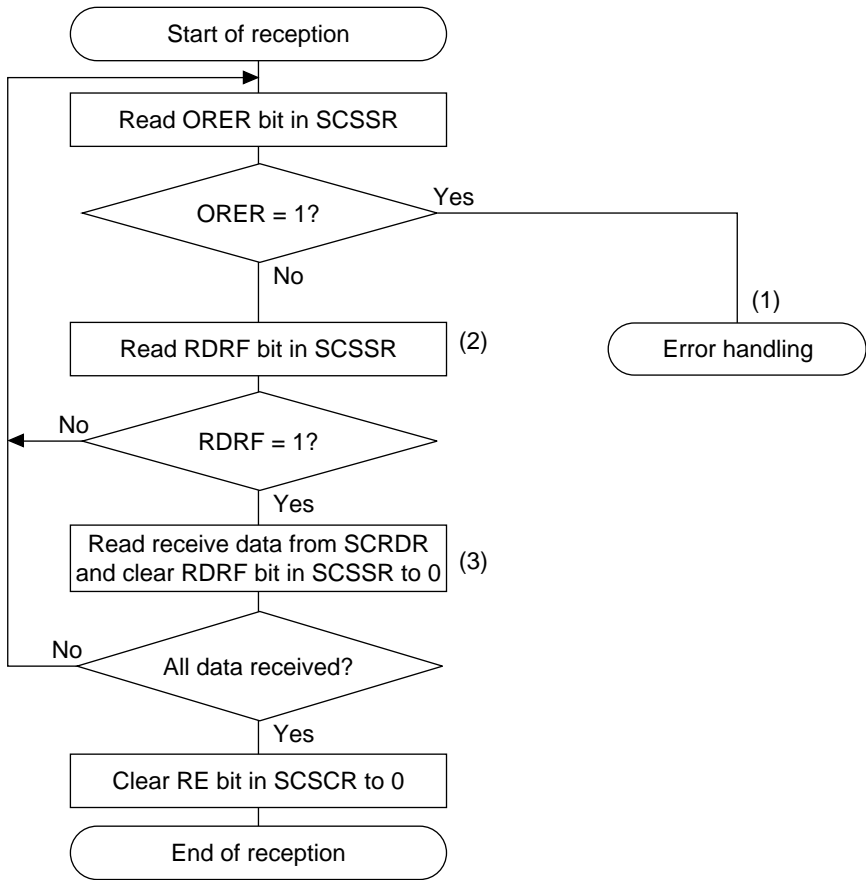 Start of reception
Read ORER bit in SCSSR
Yes
ORER = 1?
No
(1)
Read RDRF bit in SCSSR
(2)
Error handling
No
RDRF = 1?
Yes
Read receive data from SCRDR
and clear RDRF bit in SCSSR to 0
(3)
No
All data received?
Yes
Clear RE bit in SCSCR to 0
End of reception